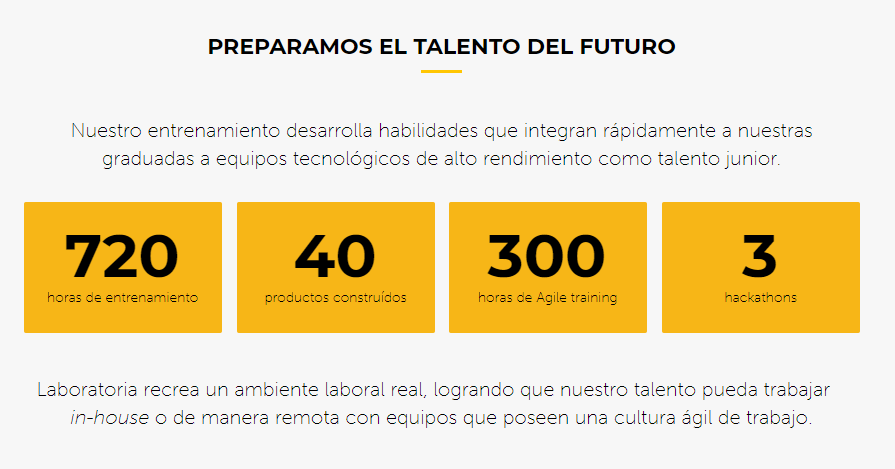 PREPARAMOS EL TALENTO DEL FUTURO
Nuestro entrenamiento desarrolla habilidades que integran rápidamente a nuestras
graduadas a equipos tecnológicos de alto rendimiento como talento junior.
720
horas de entrenamiento
40
productos construídos
300
horas de Agile training
3
hackathons
Laboratoria recrea un ambiente laboral real, logrando que nuestro talento pueda trabajar
in-house o de manera remota con equipos que poseen una cultura ágil de trabajo.